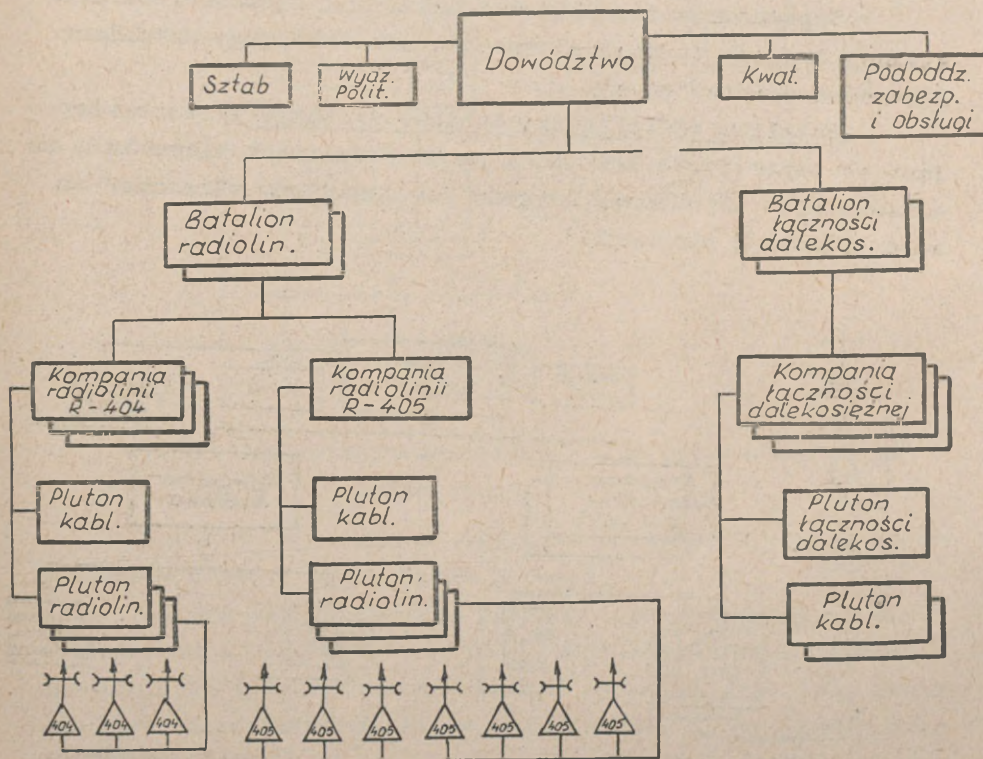 Dowództwo
Sztab
Wydz.
Polit.
Kwat.
Pododdz.
zabezp.
i obsługi
Batalion
radiolin.
Batalion
łączności
dalekos.
Kompania
radiolinii
R-404
Kompania
radiolinii
R-405
Kompania
łączności
dalekosiężnej
Pluton
kabl.
Pluton
kabl.
Pluton
łączności
dalekos.
Pluton
radiolin.
Pluton
radiolin.
Pluton
kabl.
404 404 404 405 405 405 405 405 405 405